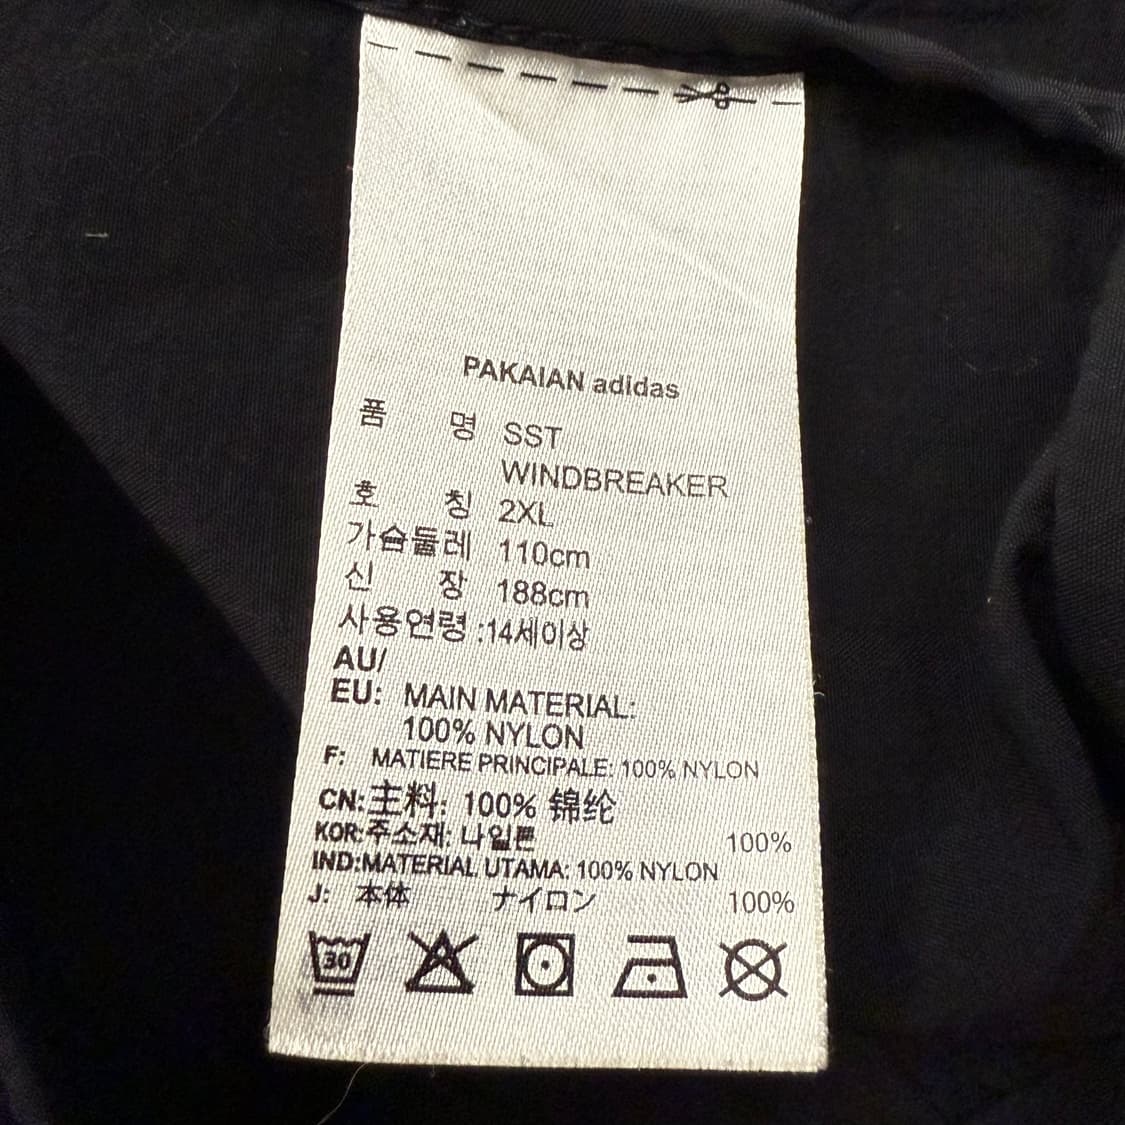 PAKAIAN adidas
품 명 SST
WINDBREAKER
호 칭 2XL
가슴둘레 110cm
신 장 188cm
사용연령 :14세이상
AU/
EU: MAIN MATERIAL:
100% NYLON
F: MATIERE PRINCIPALE: 100% NYLON
CN:主料: 100% 锦纶
KOR:주소재: 나일론 100%
IND:MATERIAL UTAMA: 100% NYLON
J: 本体 ナイロン 100%
30